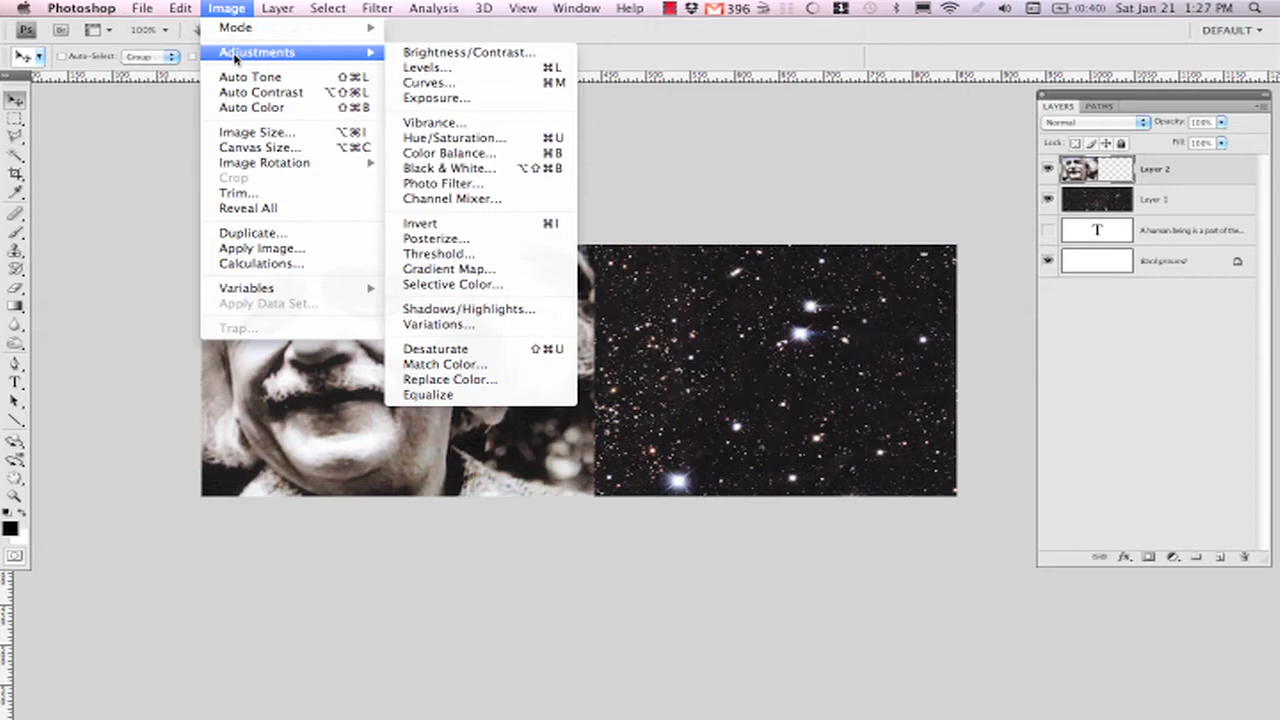 Photoshop File Edit Image Layer Select Filter Analysis 3D View Window Help 396 (0:40) Sat Jan 21 1:27 PM
Ps Br 100% DEFAULT
Auto-Select: Group
Mode
Adjustments
Auto Tone ⇧⌘L
Auto Contrast ⌥⇧⌘L
Auto Color ⇧⌘B
Image Size... ⌥⌘I
Canvas Size... ⌥⌘C
Image Rotation
Crop
Trim...
Reveal All
Duplicate...
Apply Image...
Calculations...
Variables
Apply Data Set...
Trap...
Brightness/Contrast...
Levels... ⌘L
Curves... ⌘M
Exposure...
Vibrance...
Hue/Saturation... ⌘U
Color Balance... ⌘B
Black & White... ⌥⇧⌘B
Photo Filter...
Channel Mixer...
Invert ⌘I
Posterize...
Threshold...
Gradient Map...
Selective Color...
Shadows/Highlights...
Variations...
Desaturate ⇧⌘U
Match Color...
Replace Color...
Equalize
LAYERS PATHS
Normal Opacity: 100%
Lock: Fill: 100%
Layer 2
Layer 1
T A human being is a part of the...
Background